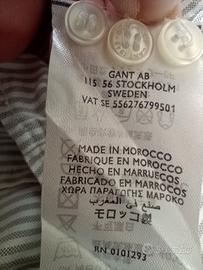 GANT AB
115 56 STOCKHOLM
SWEDEN
VAT SE 556276799501
MADE IN MOROCCO
FABRIQUE EN MOROCCO
HECHO EN MARRUECOS
FABRICADO EM MARROCOS
ΧΩΡΑ ΠΑΡΑΓΩΓΗΣ ΜΑΡΟΚΟ
صنع في المغرب
モロッコ製
RN 0101293